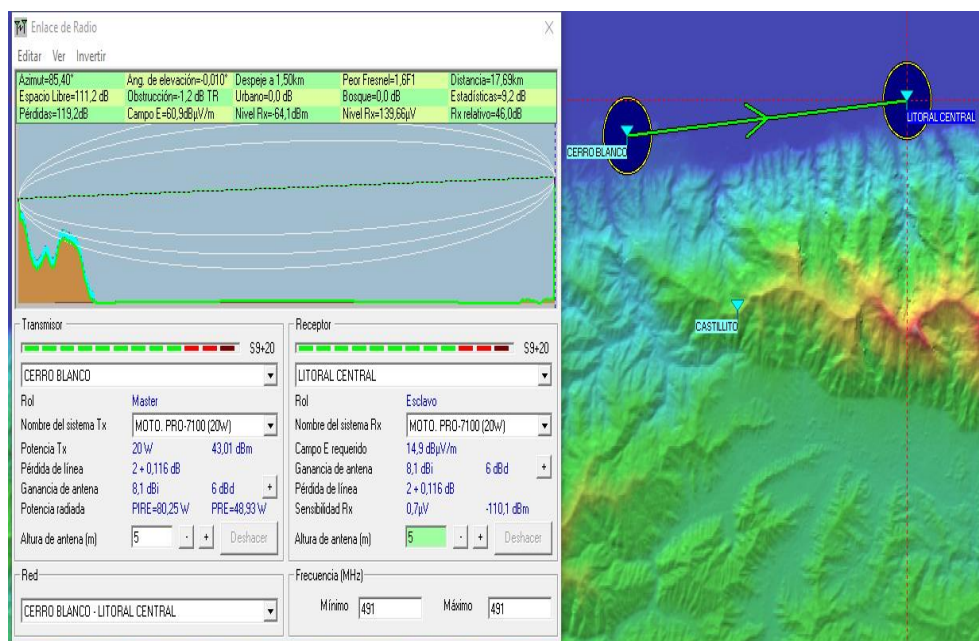 Enlace de Radio
Editar Ver Invertir
Azimut=85,40° Ang. de elevación=-0,010° Despeje a 1,50km Peor Fresnel=1,6F1 Distancia=17,69km
Espacio Libre=111,2 dB Obstrucción=-1,2 dB TR Urbano=0,0 dB Bosque=0,0 dB Estadísticas=9,2 dB
Pérdidas=119,2dB Campo E=60,9dBµV/m Nivel Rx=-64,1dBm Nivel Rx=139,66µV Rx relativo=46,0dB
Transmisor Receptor
S9+20 S9+20
CERRO BLANCO LITORAL CENTRAL
Rol Master Rol Esclavo
Nombre del sistema Tx MOTO. PRO-7100 (20W) Nombre del sistema Rx MOTO. PRO-7100 (20W)
Potencia Tx 20 W 43,01 dBm Campo E requerido 14,9 dBµV/m
Pérdida de línea 2 + 0,116 dB Ganancia de antena 8,1 dBi 6 dBd +
Ganancia de antena 8,1 dBi 6 dBd + Pérdida de línea 2 + 0,116 dB
Potencia radiada PIRE=80,25 W PRE=48,93 W Sensibilidad Rx 0,7µV -110,1 dBm
Altura de antena (m) 5 - + Deshacer Altura de antena (m) 5 - + Deshacer
Red Frecuencia (MHz)
CERRO BLANCO - LITORAL CENTRAL Mínimo 491 Máximo 491
LITORAL CENTRAL
CERRO BLANCO
CASTILLITO